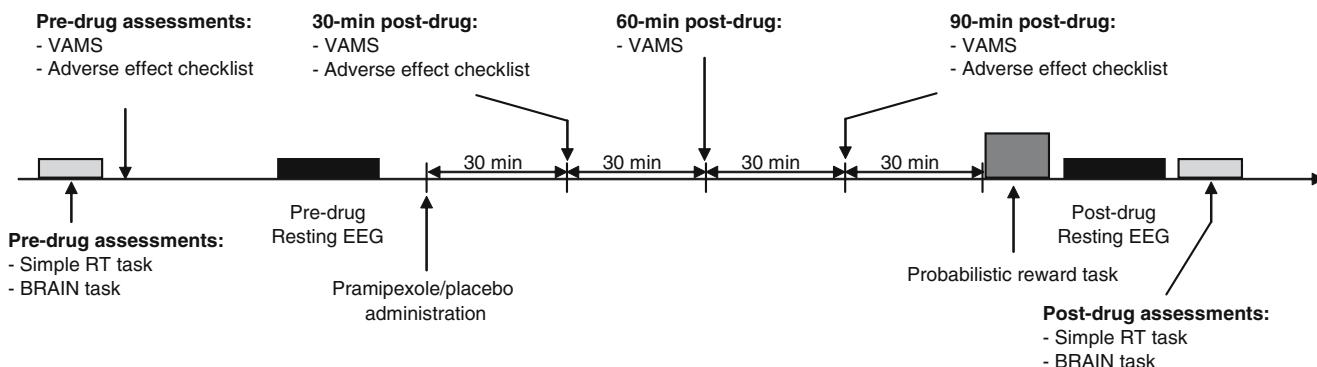 Pre-drug assessments:
- VAMS
- Adverse effect checklist
30-min post-drug:
- VAMS
- Adverse effect checklist
60-min post-drug:
- VAMS
90-min post-drug:
- VAMS
- Adverse effect checklist
30 min
30 min
30 min
30 min
Pre-drug assessments:
- Simple RT task
- BRAIN task
Pre-drug
Resting EEG
Pramipexole/placebo
administration
Probabilistic reward task
Post-drug
Resting EEG
Post-drug assessments:
- Simple RT task
- BRAIN task